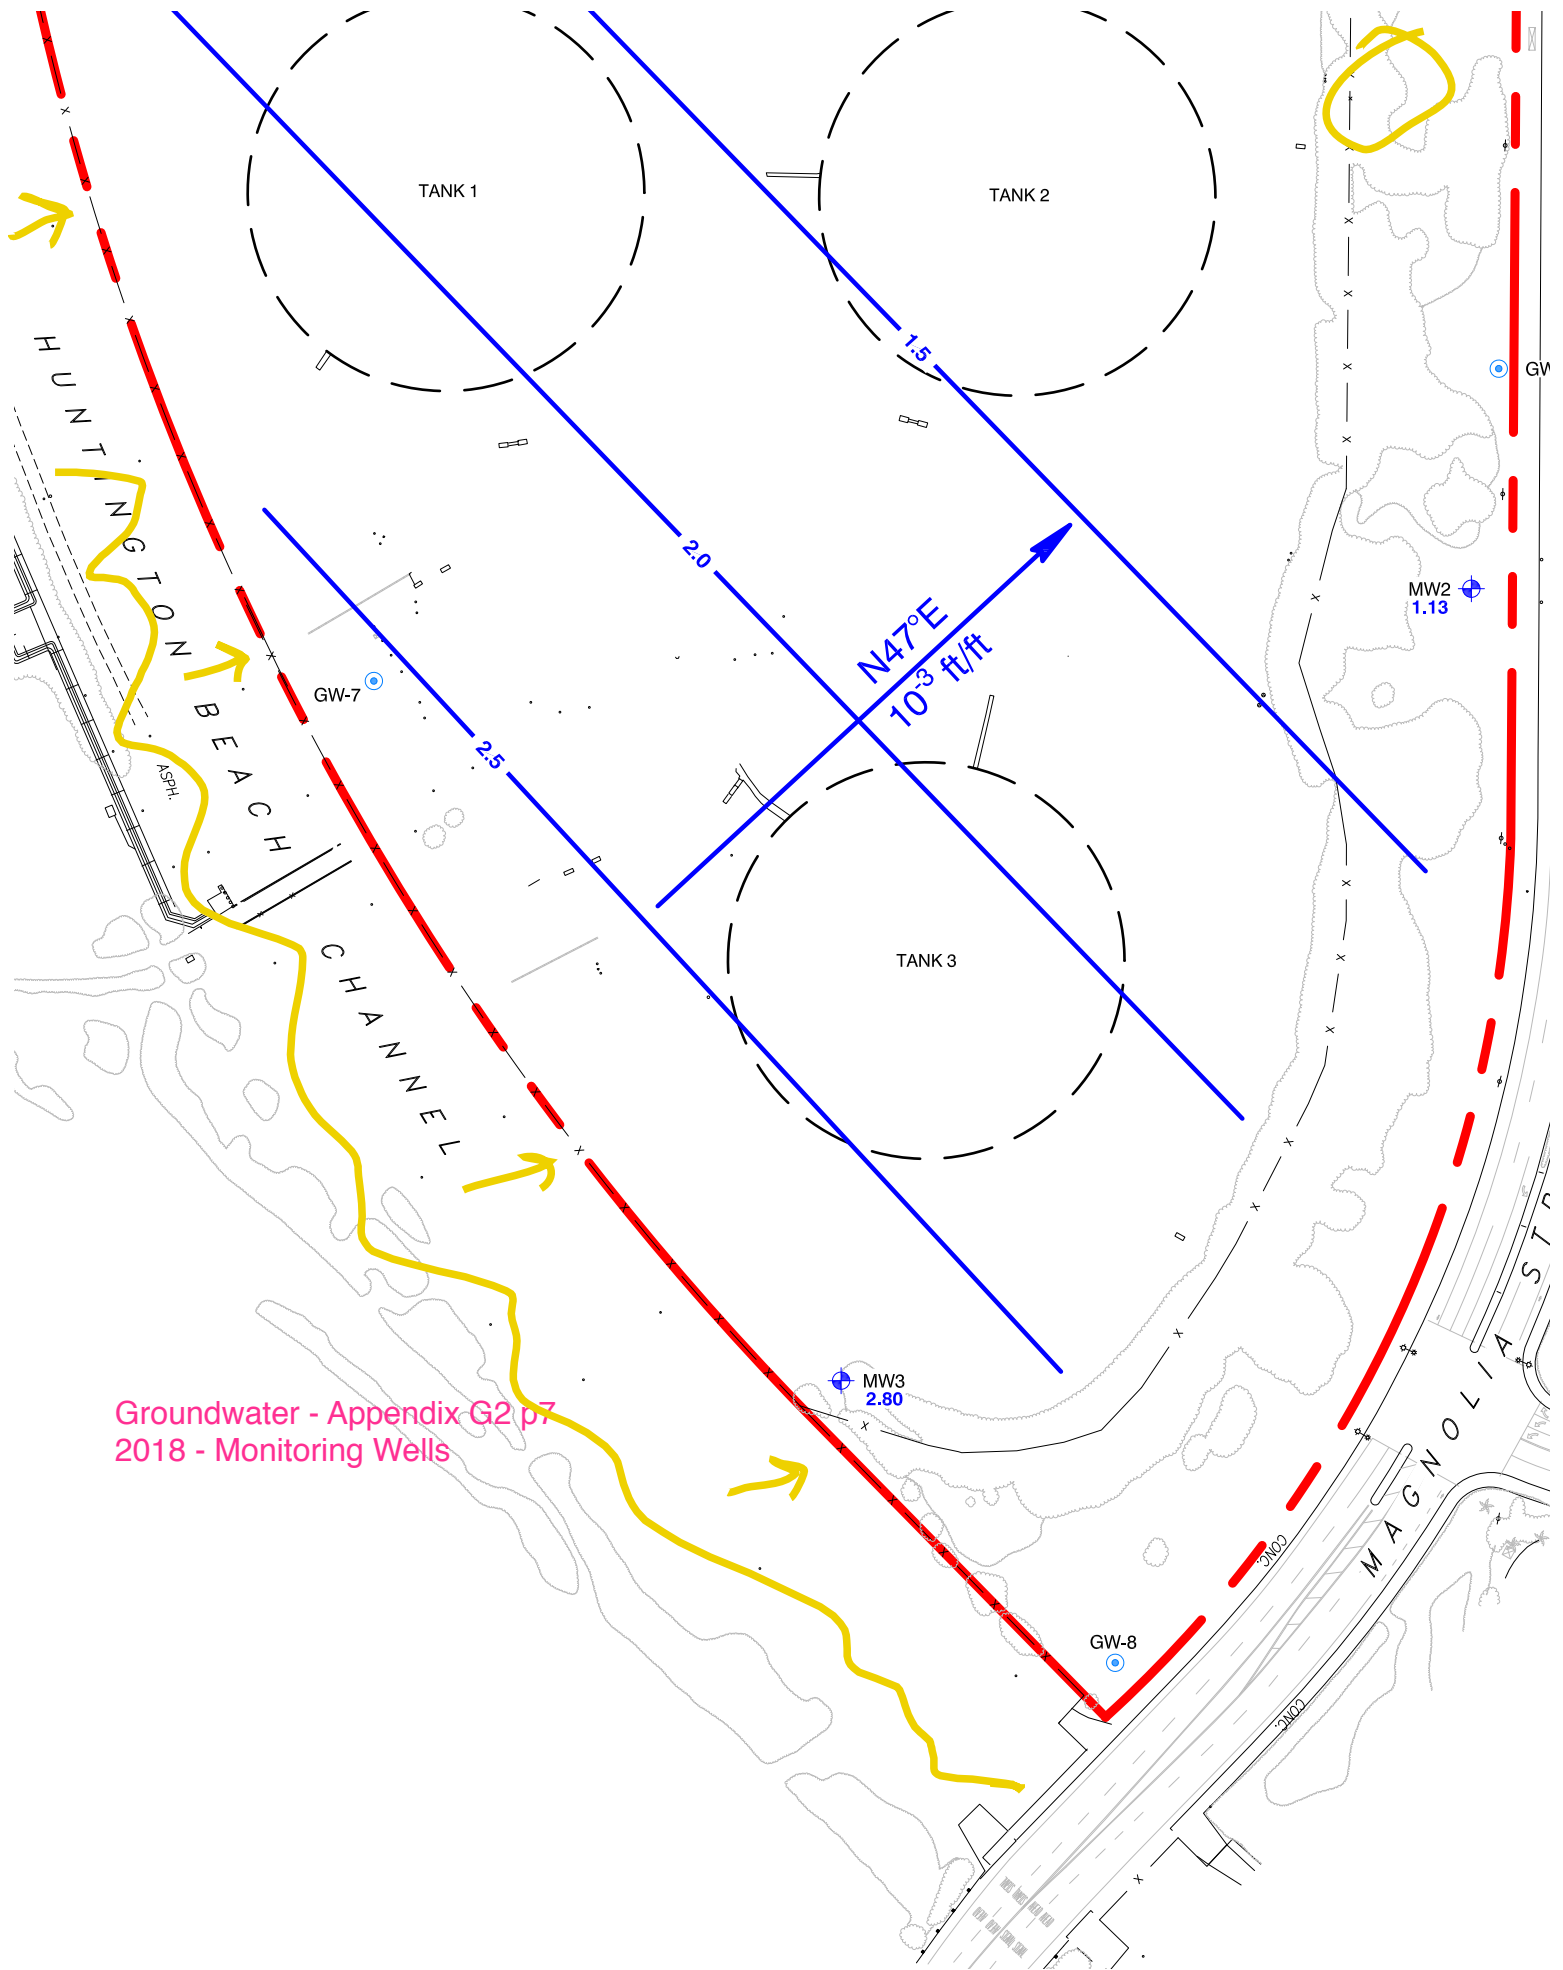 TANK 1
TANK 2
1.5
HUNTINGTON BEACH CHANNEL
GW
2.0
MW2
1.13
N47°E
10⁻³ ft/ft
GW-7
2.5
ASPH.
TANK 3
MW3
2.80
Groundwater - Appendix G2 p7
2018 - Monitoring Wells
MAGNOLIA STR
CONC.
GW-8
CONC.